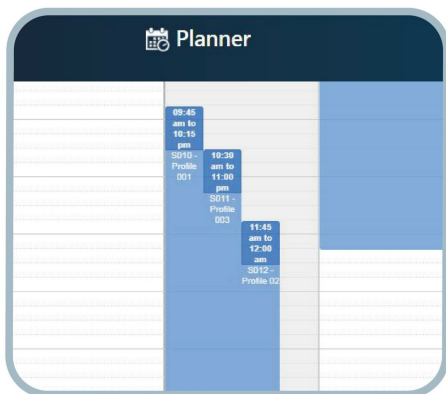 Planner
09:45
am to
10:15
pm
S010 -
Profile
001
10:30
am to
11:00
pm
S011 -
Profile
003
11:45
am to
12:00
am
S012 -
Profile 02